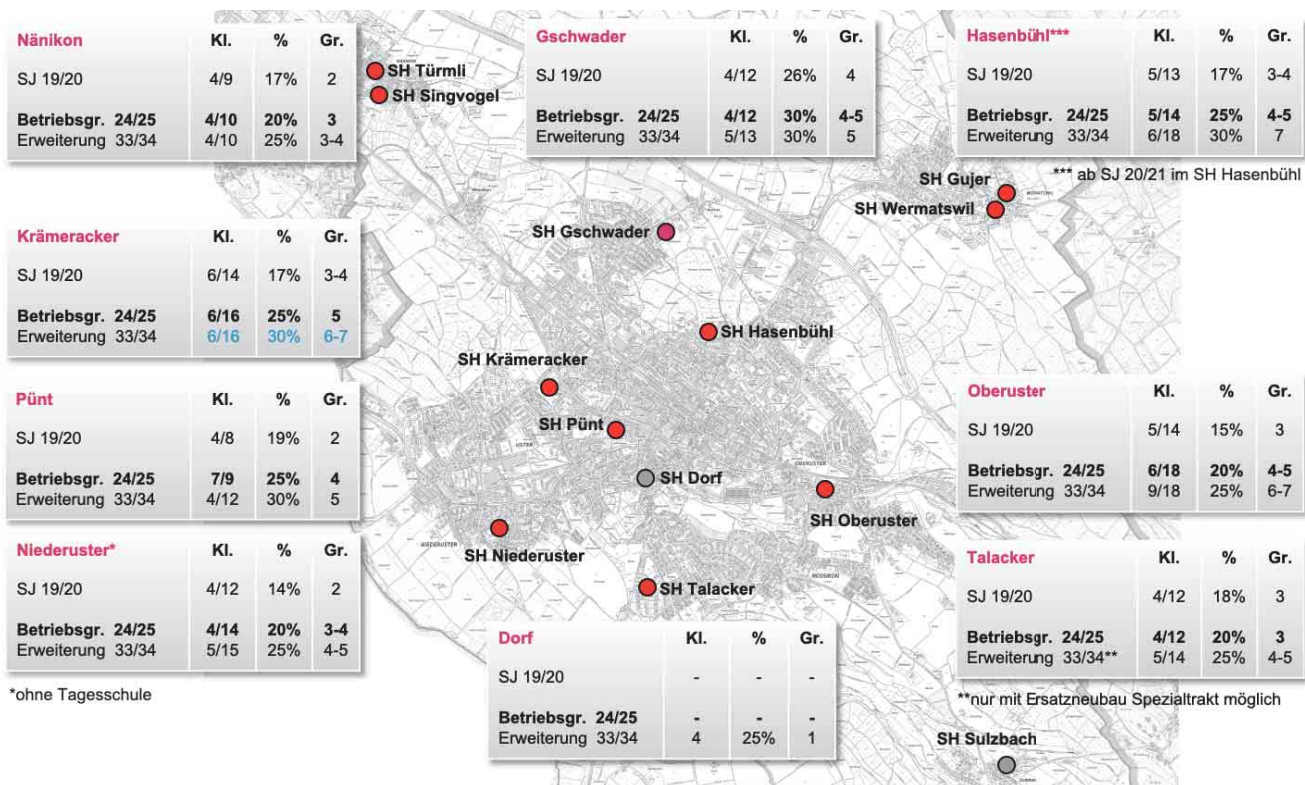 Nänikon Kl. % Gr.
SJ 19/20 4/9 17% 2
Betriebsgr. 24/25 4/10 20% 3
Erweiterung 33/34 4/10 25% 3-4
SH Türmli
SH Singvogel
Gschwader Kl. % Gr.
SJ 19/20 4/12 26% 4
Betriebsgr. 24/25 4/12 30% 4-5
Erweiterung 33/34 5/13 30% 5
Hasenbühl*** Kl. % Gr.
SJ 19/20 5/13 17% 3-4
Betriebsgr. 24/25 5/14 25% 4-5
Erweiterung 33/34 6/18 30% 7
*** ab SJ 20/21 im SH Hasenbühl
SH Gujer
SH Wermatswil
SH Gschwader
Krämeracker Kl. % Gr.
SJ 19/20 6/14 17% 3-4
Betriebsgr. 24/25 6/16 25% 5
Erweiterung 33/34 6/16 30% 6-7
SH Hasenbühl
SH Krämeracker
SH Pünt
Pünt Kl. % Gr.
SJ 19/20 4/8 19% 2
Betriebsgr. 24/25 7/9 25% 4
Erweiterung 33/34 4/12 30% 5
USTER
OBERUSTER
SH Dorf
SH Oberuster
Oberuster Kl. % Gr.
SJ 19/20 5/14 15% 3
Betriebsgr. 24/25 6/18 20% 4-5
Erweiterung 33/34 9/18 25% 6-7
NIEDERUSTER
SH Niederuster
Niederuster* Kl. % Gr.
SJ 19/20 4/12 14% 2
Betriebsgr. 24/25 4/14 20% 3-4
Erweiterung 33/34 5/15 25% 4-5
*ohne Tagesschule
NOSSIKON
SH Talacker
Talacker Kl. % Gr.
SJ 19/20 4/12 18% 3
Betriebsgr. 24/25 4/12 20% 3
Erweiterung 33/34** 5/14 25% 4-5
**nur mit Ersatzneubau Spezialtrakt möglich
Dorf Kl. % Gr.
SJ 19/20 - - -
Betriebsgr. 24/25 - - -
Erweiterung 33/34 4 25% 1
SH Sulzbach